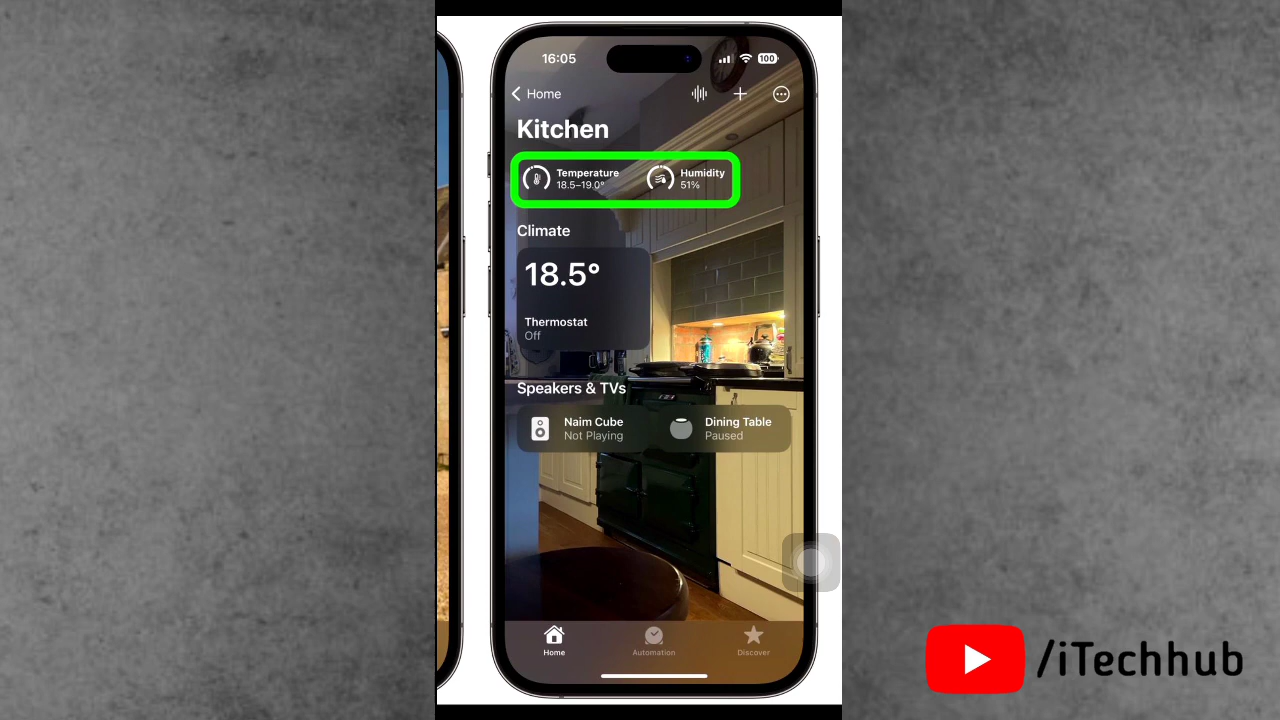 16:05
100
Home
Kitchen
Temperature
18.5–19.0°
Humidity
51%
Climate
18.5°
Thermostat
Off
Speakers & TVs
Naim Cube
Not Playing
Dining Table
Paused
Home
Automation
Discover
/iTechhub